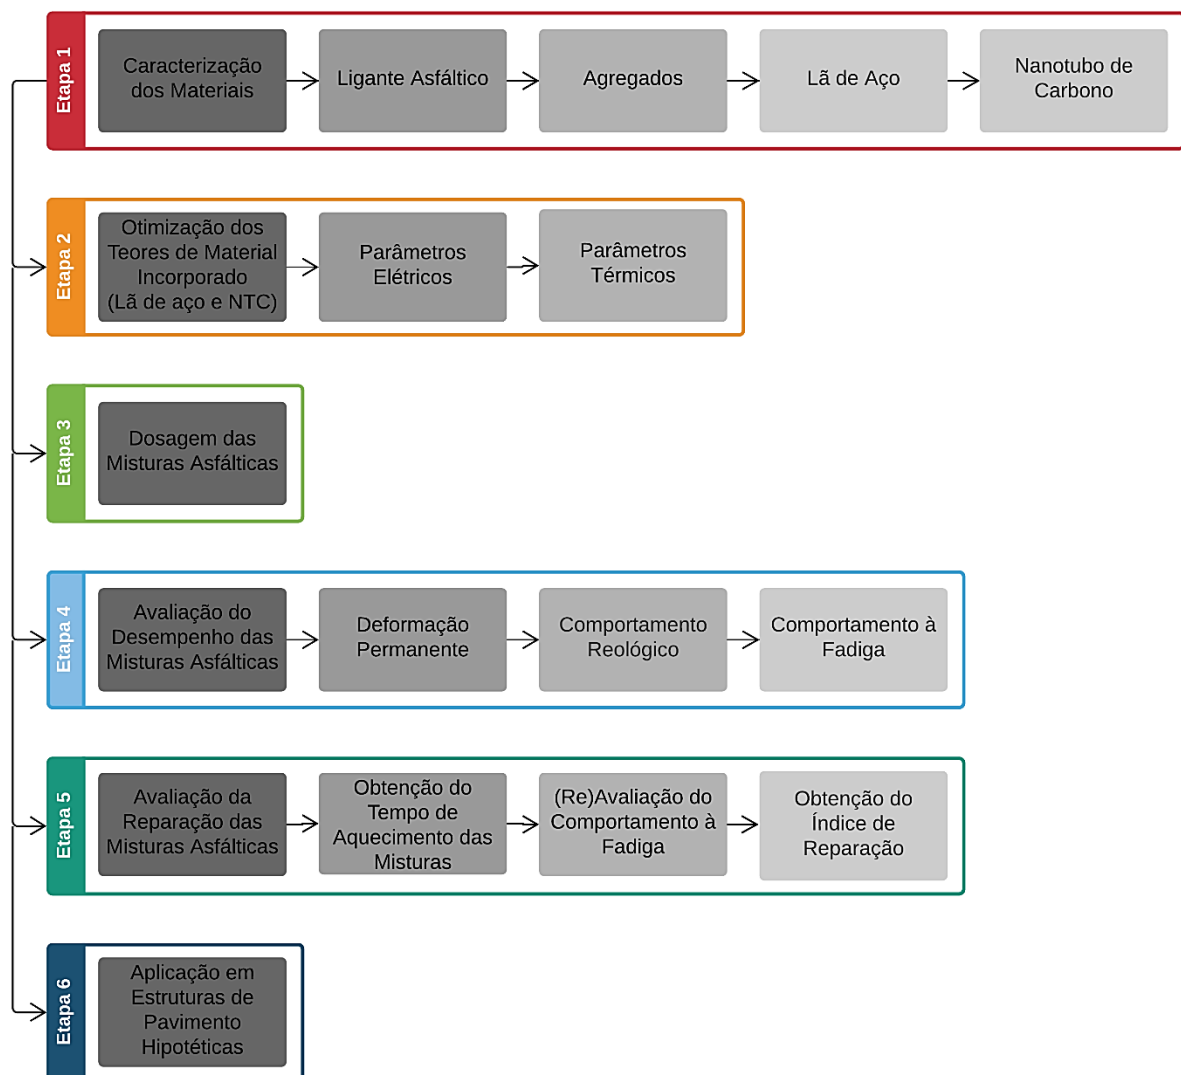 Etapa 1
Caracterização
dos Materiais
Ligante Asfáltico
Agregados
Lã de Aço
Nanotubo de
Carbono
Etapa 2
Otimização dos
Teores de Material
Incorporado
(Lã de aço e NTC)
Parâmetros
Elétricos
Parâmetros
Térmicos
Etapa 3
Dosagem das
Misturas Asfálticas
Etapa 4
Avaliação do
Desempenho das
Misturas Asfálticas
Deformação
Permanente
Comportamento
Reológico
Comportamento à
Fadiga
Etapa 5
Avaliação da
Reparação das
Misturas Asfálticas
Obtenção do
Tempo de
Aquecimento das
Misturas
(Re)Avaliação do
Comportamento à
Fadiga
Obtenção do
Índice de
Reparação
Etapa 6
Aplicação em
Estruturas de
Pavimento
Hipotéticas